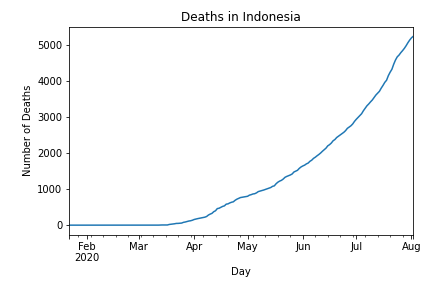 Deaths in Indonesia
Number of Deaths
5000
4000
3000
2000
1000
0
Feb Mar Apr May Jun Jul Aug
2020
Day